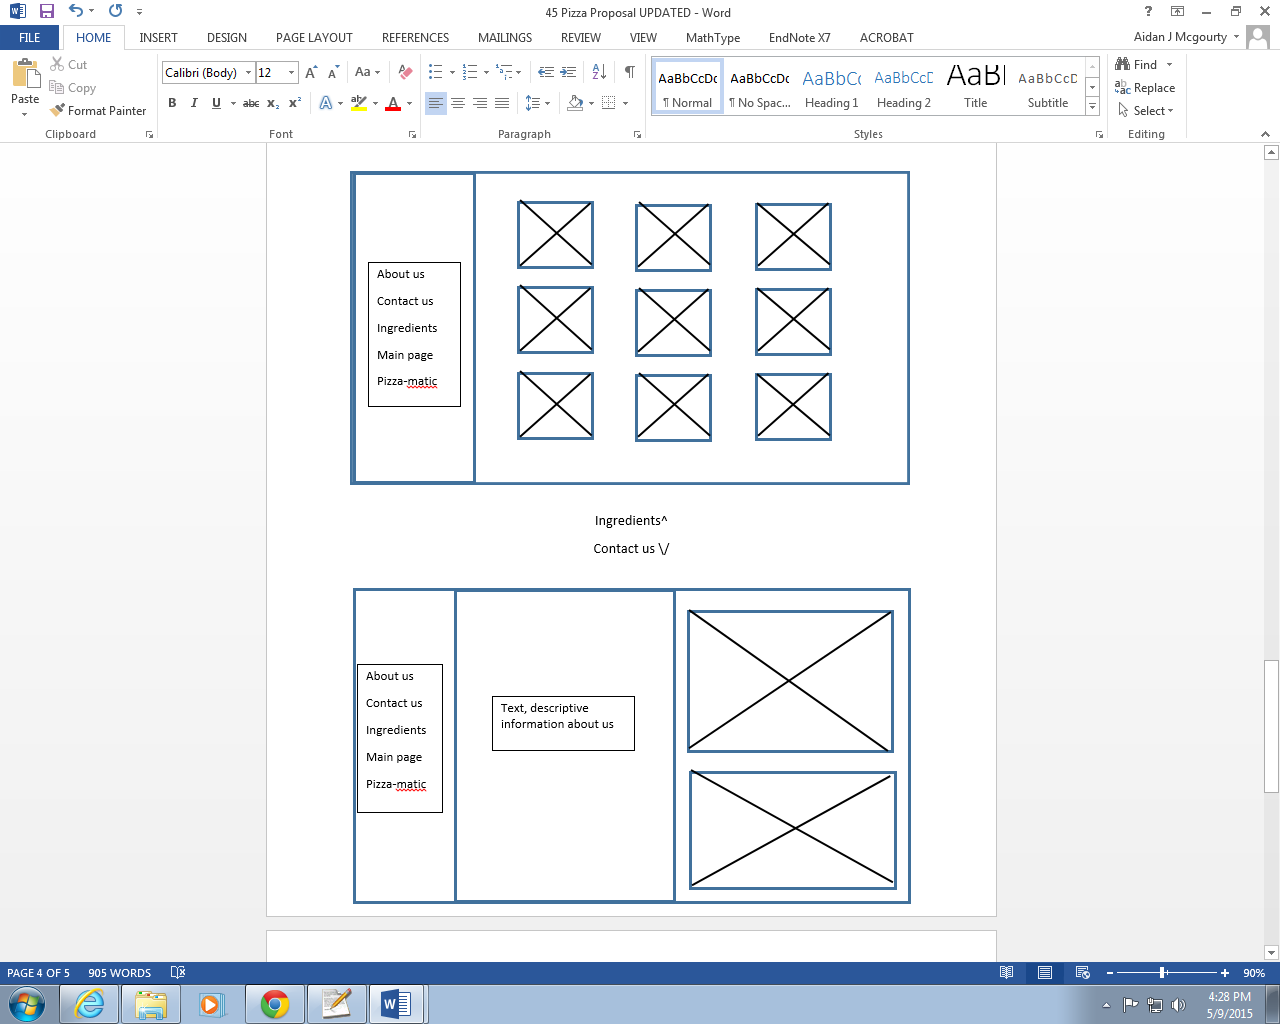 45 Pizza Proposal UPDATED - Word
FILE HOME INSERT DESIGN PAGE LAYOUT REFERENCES MAILINGS REVIEW VIEW MathType EndNote X7 ACROBAT Aidan J Mcgourty
Paste
Cut
Copy
Format Painter
Clipboard
Calibri (Body) 12
Font
Paragraph
AaBbCcDc AaBbCcDc AaBbCc AaBbCcD AaBl AaBbCcD
¶ Normal ¶ No Spac... Heading 1 Heading 2 Title Subtitle
Styles
Find
Replace
Select
Editing
About us
Contact us
Ingredients
Main page
Pizza-matic
Ingredients^
Contact us \/
About us
Contact us
Ingredients
Main page
Pizza-matic
Text, descriptive
information about us
PAGE 4 OF 5 905 WORDS 90%
4:28 PM
5/9/2015